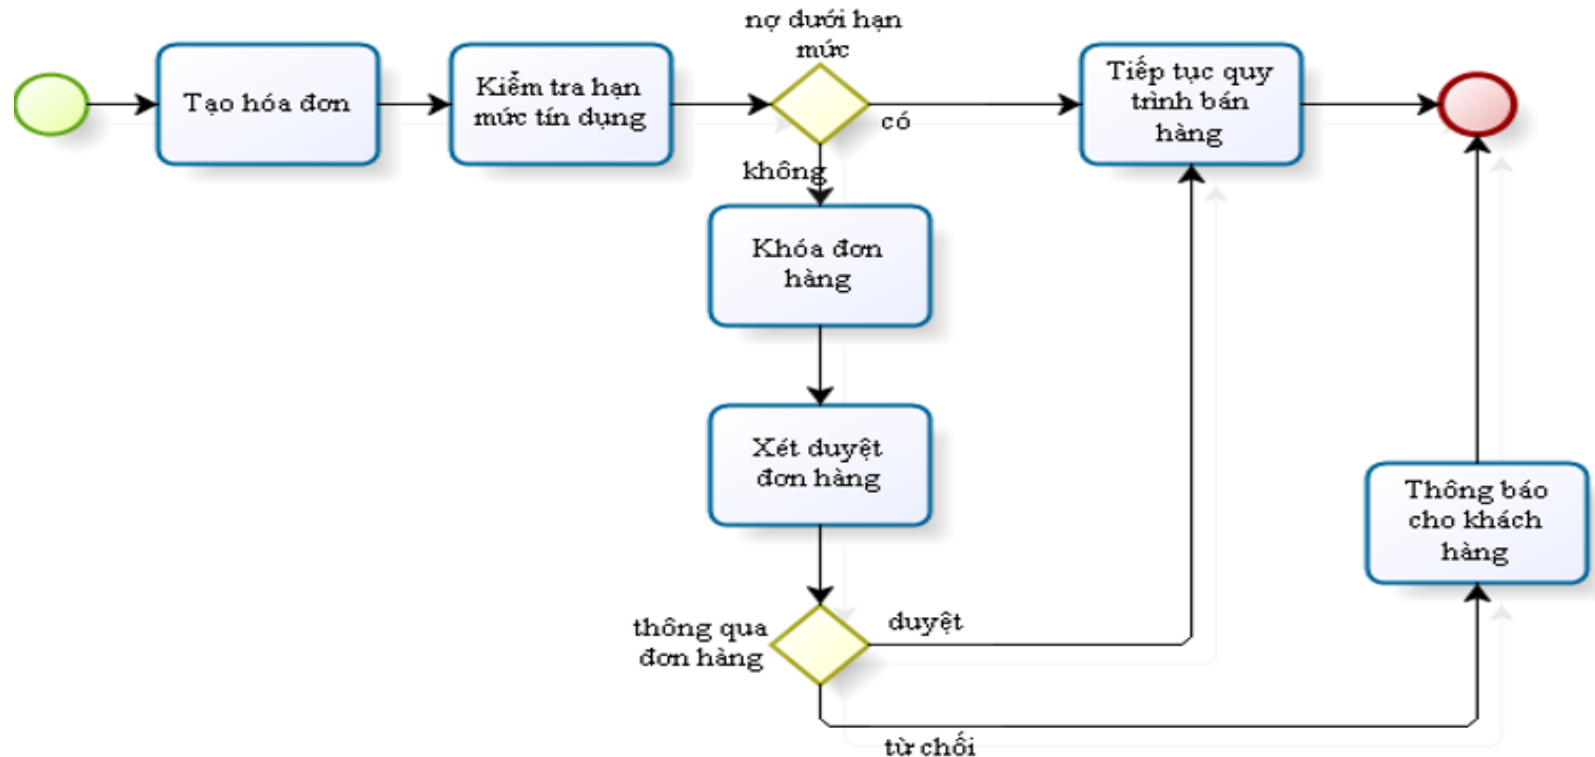 nợ dưới hạn
mức
Tạo hóa đơn
Kiểm tra hạn
mức tín dụng
có
Tiếp tục quy
trình bán
hàng
không
Khóa đơn
hàng
Xét duyệt
đơn hàng
Thông báo
cho khách
hàng
thông qua
đơn hàng
duyệt
từ chối